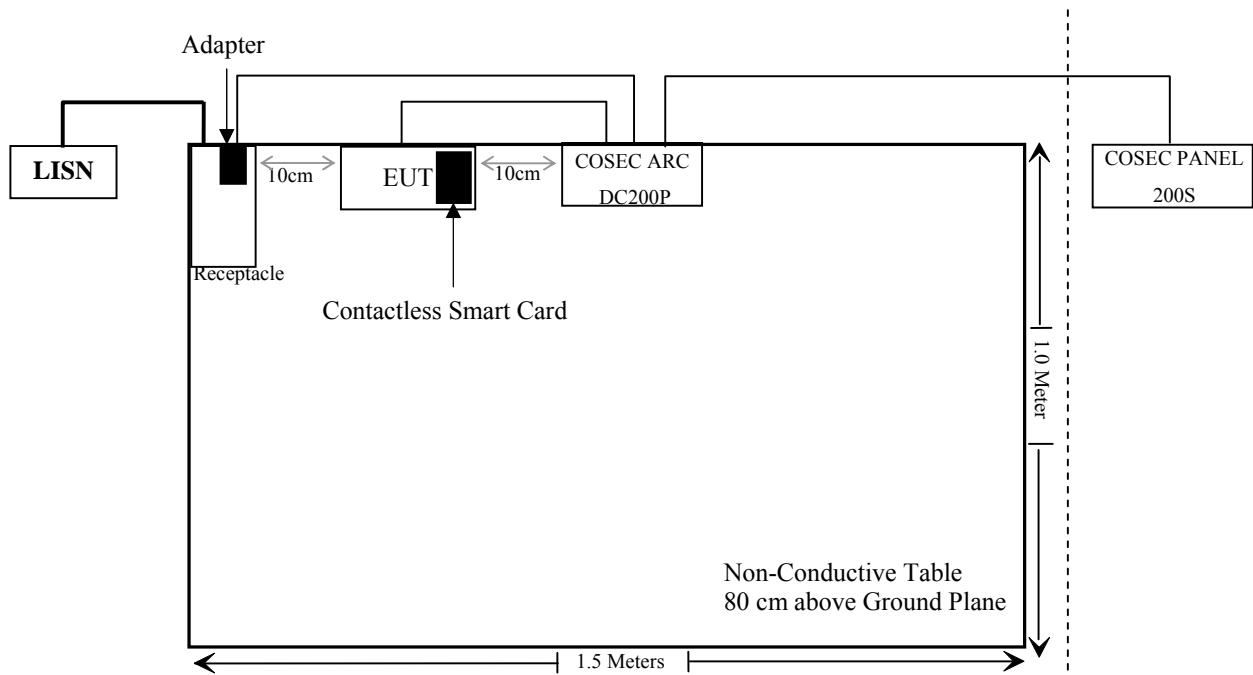 Adapter
LISN
10cm
EUT
10cm
COSEC ARC
DC200P
COSEC PANEL
200S
Receptacle
Contactless Smart Card
1.0 Meter
Non-Conductive Table
80 cm above Ground Plane
1.5 Meters